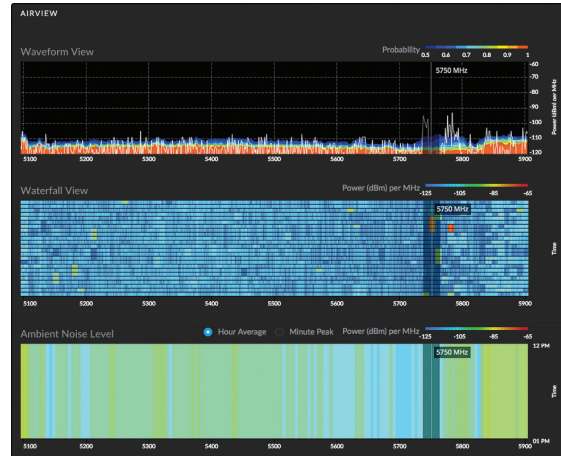 AIRVIEW
Waveform View
Probability 0.5 0.6 0.7 0.8 0.9 1
5750 MHz
-60
-70
-80
-90
-100
-110
-120
Power (dBm) per MHz
5100 5200 5300 5400 5500 5600 5700 5800 5900
Waterfall View
Power (dBm) per MHz -125 -105 -85 -65
5750 MHz
Time
5100 5200 5300 5400 5500 5600 5700 5800 5900
Ambient Noise Level
Hour Average Minute Peak Power (dBm) per MHz -125 -105 -85 -65
5750 MHz
12 PM
Time
01 PM
5100 5200 5300 5400 5500 5600 5700 5800 5900